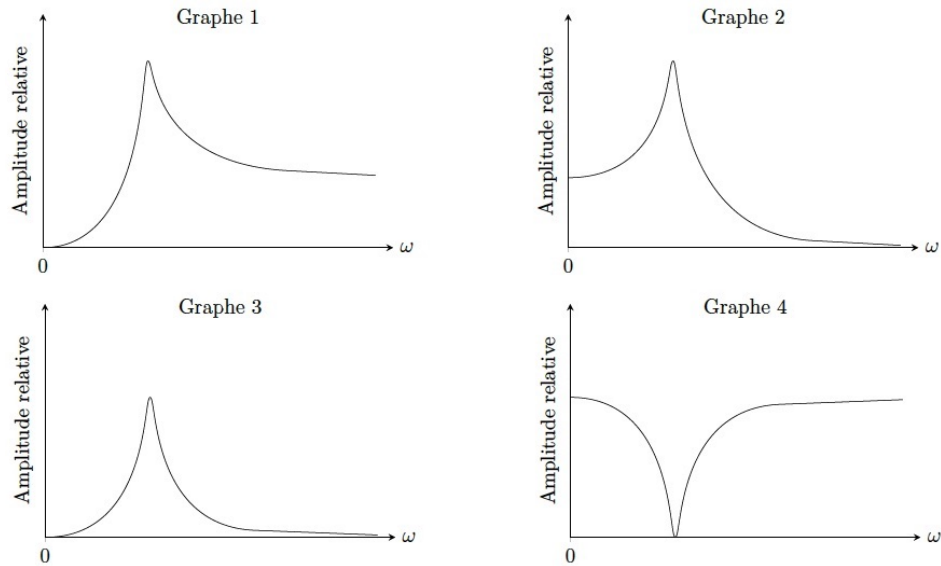 Graphe 1
Amplitude relative
ω
0
Graphe 2
Amplitude relative
ω
0
Graphe 3
Amplitude relative
ω
0
Graphe 4
Amplitude relative
ω
0